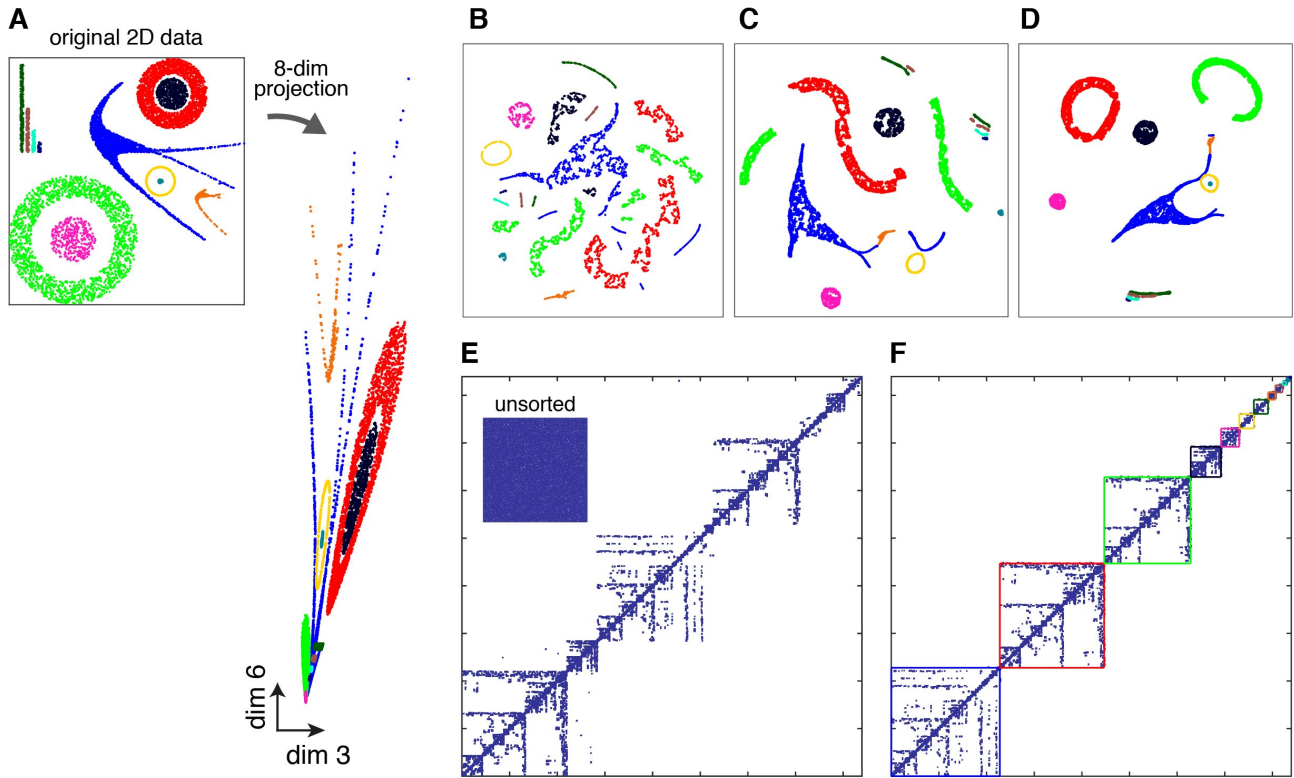 A
original 2D data
8-dim
projection
dim 6
dim 3
B
C
D
E
unsorted
F